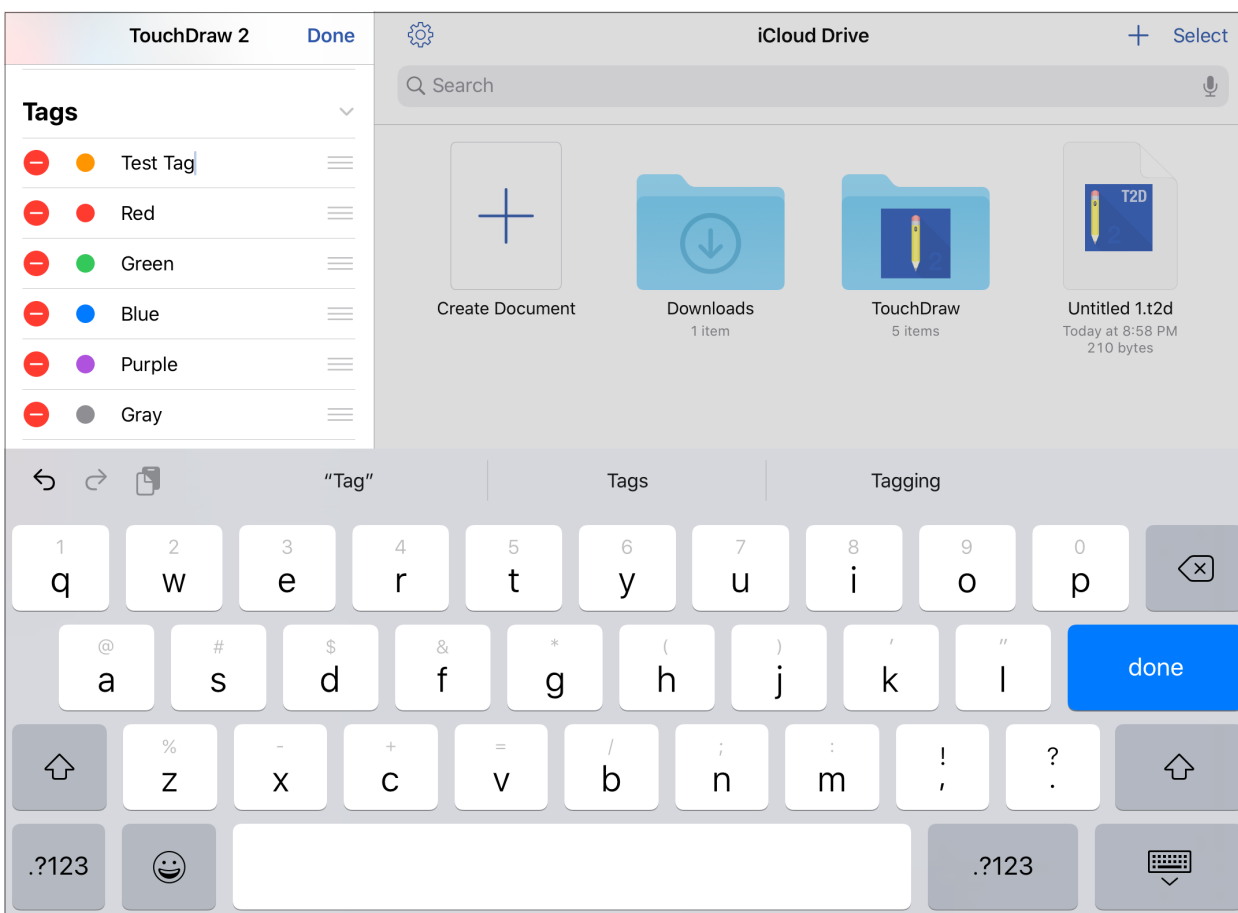 TouchDraw 2 Done
iCloud Drive
Select
Search
Tags
Test Tag
Red
Green
Blue
Purple
Gray
T2D
2
2
Create Document
Downloads
1 item
TouchDraw
5 items
Untitled 1.t2d
Today at 8:58 PM
210 bytes
“Tag” Tags Tagging
1 2 3 4 5 6 7 8 9 0
q w e r t y u i o p
@ # $ & * ( ) ' "
a s d f g h j k l done
% - + = / ; : ! ?
z x c v b n m , .
.?123 .?123